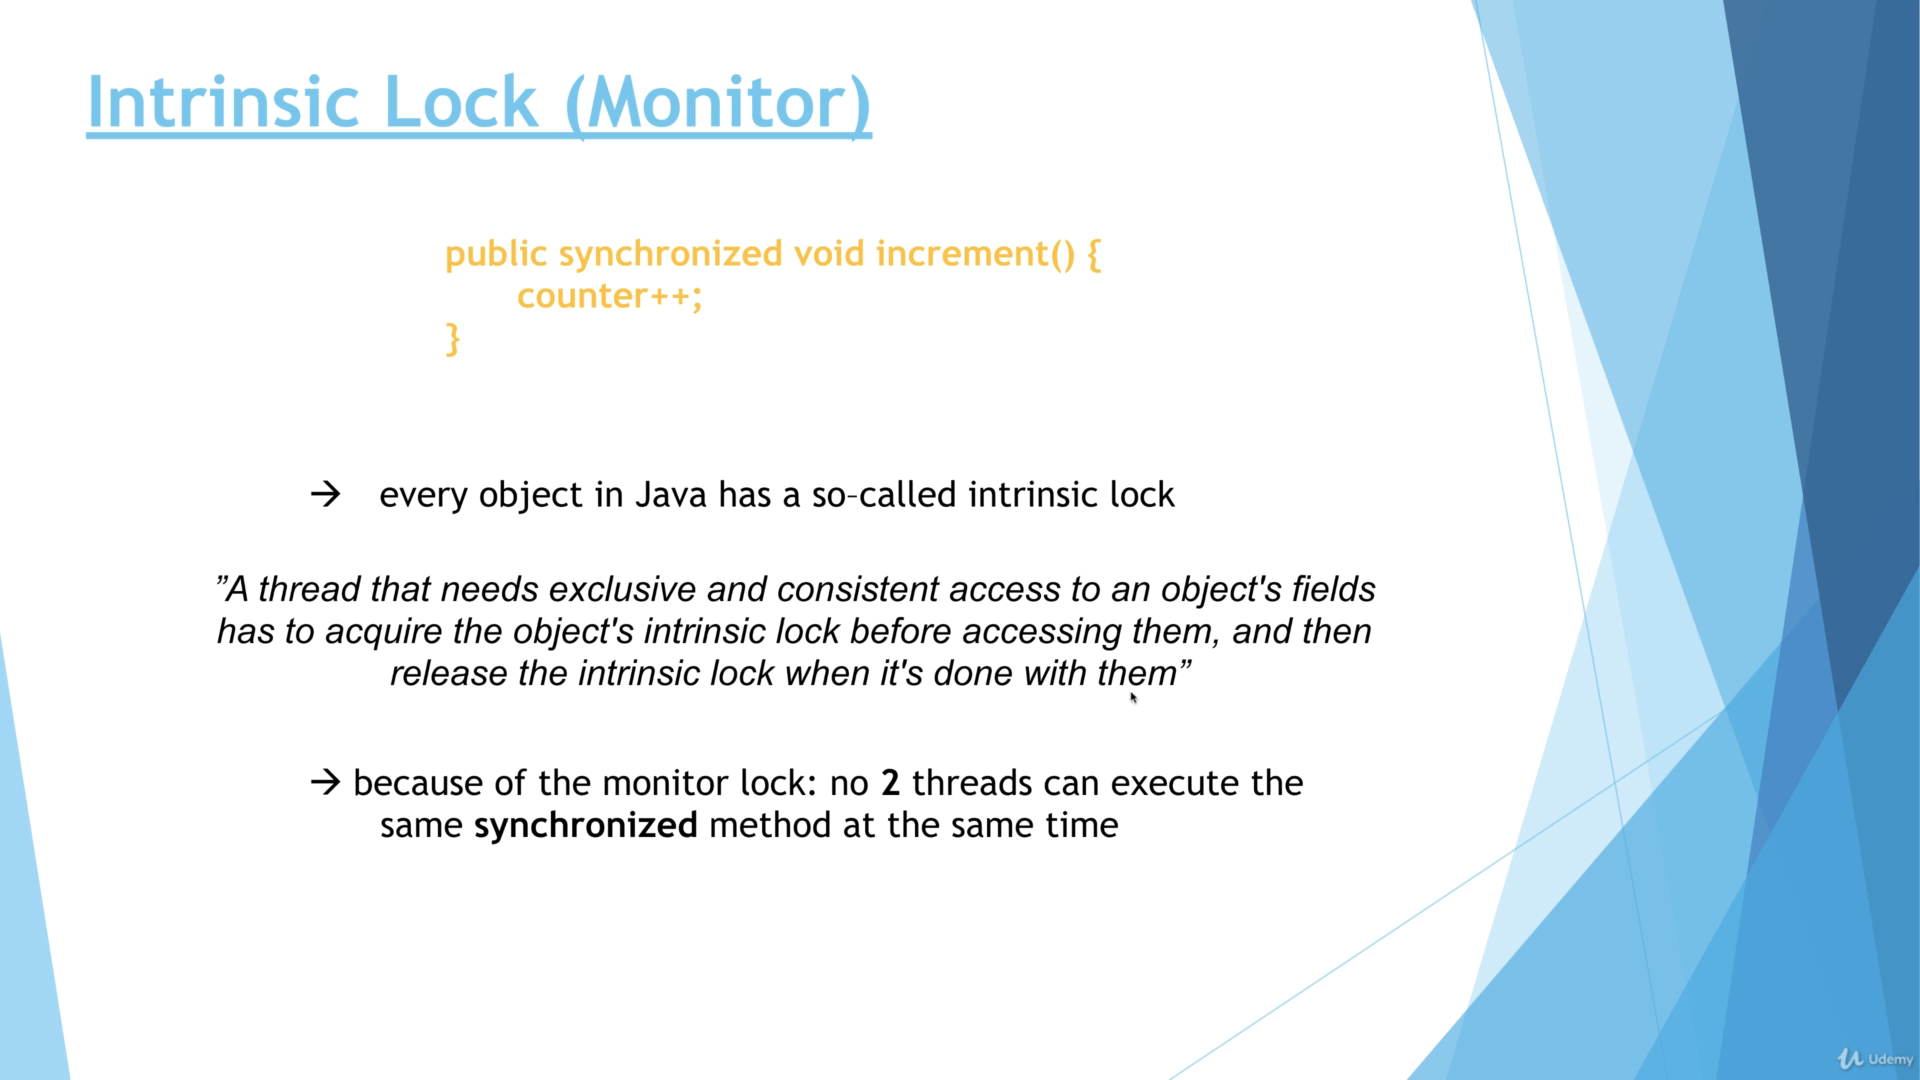 Intrinsic Lock (Monitor)
public synchronized void increment() {
counter++;
}
→ every object in Java has a so-called intrinsic lock
”A thread that needs exclusive and consistent access to an object's fields
has to acquire the object's intrinsic lock before accessing them, and then
release the intrinsic lock when it's done with them”
→ because of the monitor lock: no 2 threads can execute the
same synchronized method at the same time
Udemy